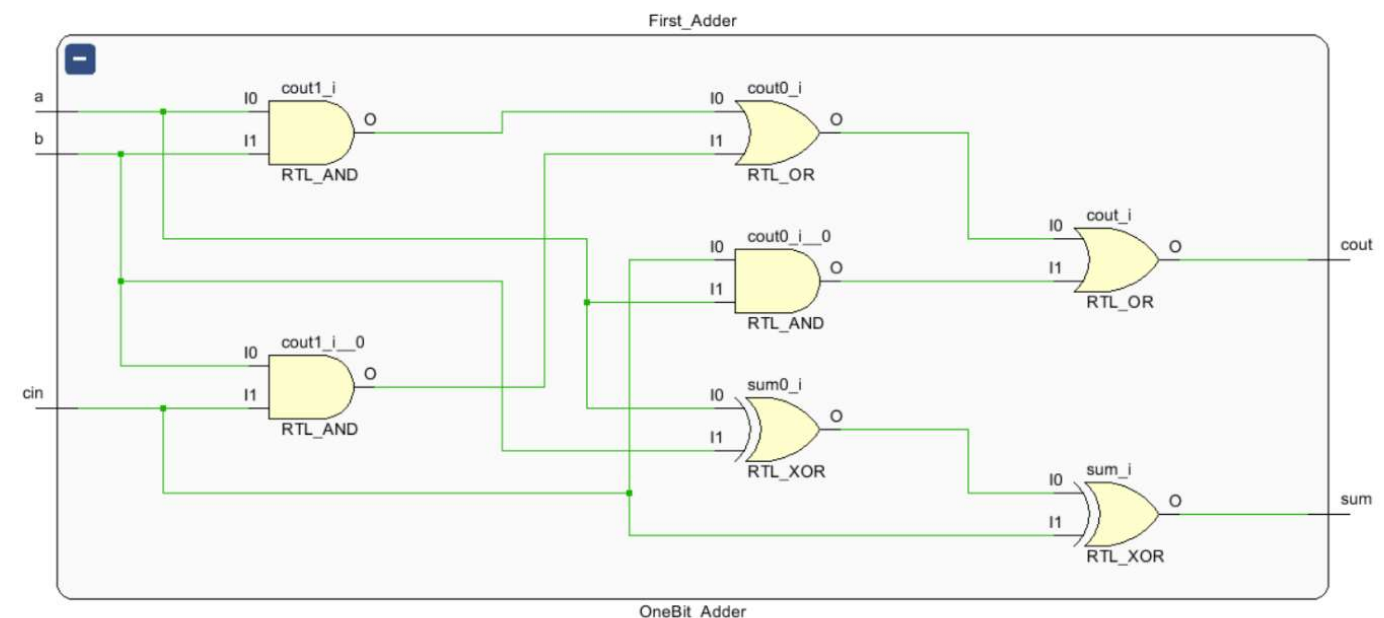 First_Adder
cout1_i
cout0_i
a
I0
O
I0
O
b
I1
I1
RTL_AND
RTL_OR
cout_i
cout0_i__0
I0
O
cout
I0
O
I1
I1
RTL_OR
RTL_AND
cout1_i__0
I0
O
sum0_i
cin
I1
I0
O
RTL_AND
I1
RTL_XOR
sum_i
I0
O
sum
I1
RTL_XOR
OneBit_Adder